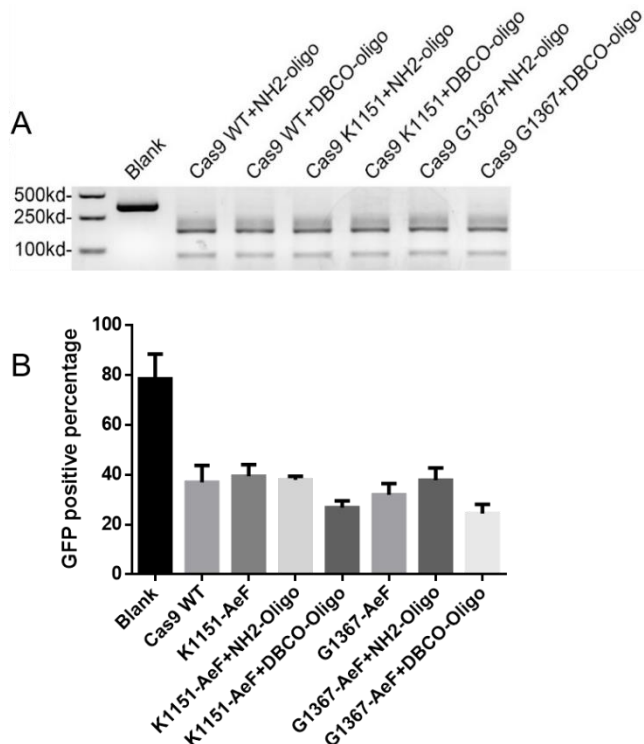 A
Blank
Cas9 WT+NH2-oligo
Cas9 WT+DBCO-oligo
Cas9 K1151+NH2-oligo
Cas9 K1151+DBCO-oligo
Cas9 G1367+NH2-oligo
Cas9 G1367+DBCO-oligo
500kd-
250kd-
100kd-
B
GFP positive percentage
100
80
60
40
20
0
Blank
Cas9 WT
K1151-AeF
K1151-AeF+NH2-Oligo
K1151-AeF+DBCO-Oligo
G1367-AeF
G1367-AeF+NH2-Oligo
G1367-AeF+DBCO-Oligo